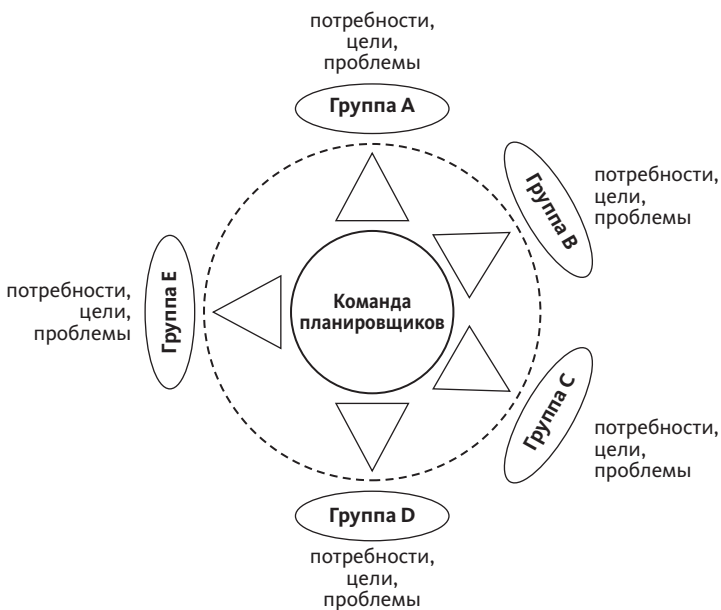 потребности,
цели,
проблемы
Группа A
Группа B
потребности,
цели,
проблемы
Группа E
потребности,
цели,
проблемы
Команда
планировщиков
Группа C
потребности,
цели,
проблемы
Группа D
потребности,
цели,
проблемы